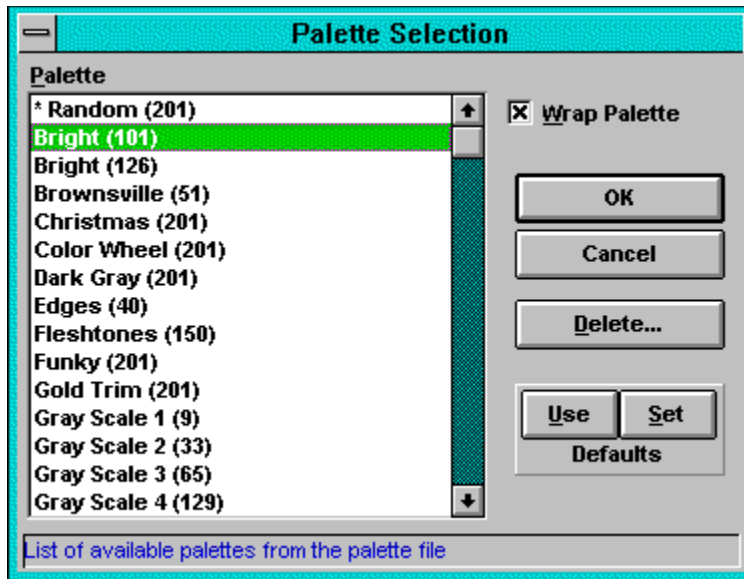 Palette Selection
Palette
* Random (201)
Bright (101)
Bright (126)
Brownsville (51)
Christmas (201)
Color Wheel (201)
Dark Gray (201)
Edges (40)
Fleshtones (150)
Funky (201)
Gold Trim (201)
Gray Scale 1 (9)
Gray Scale 2 (33)
Gray Scale 3 (65)
Gray Scale 4 (129)
Wrap Palette
OK
Cancel
Delete...
Use Set
Defaults
List of available palettes from the palette file